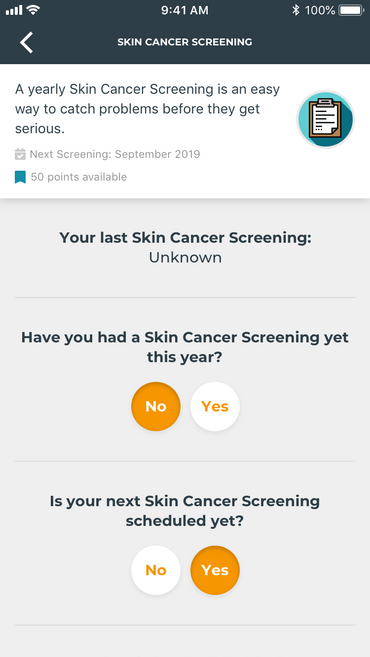 9:41 AM
100%
SKIN CANCER SCREENING
A yearly Skin Cancer Screening is an easy
way to catch problems before they get
serious.
Next Screening: September 2019
50 points available
Your last Skin Cancer Screening:
Unknown
Have you had a Skin Cancer Screening yet
this year?
No Yes
Is your next Skin Cancer Screening
scheduled yet?
No Yes